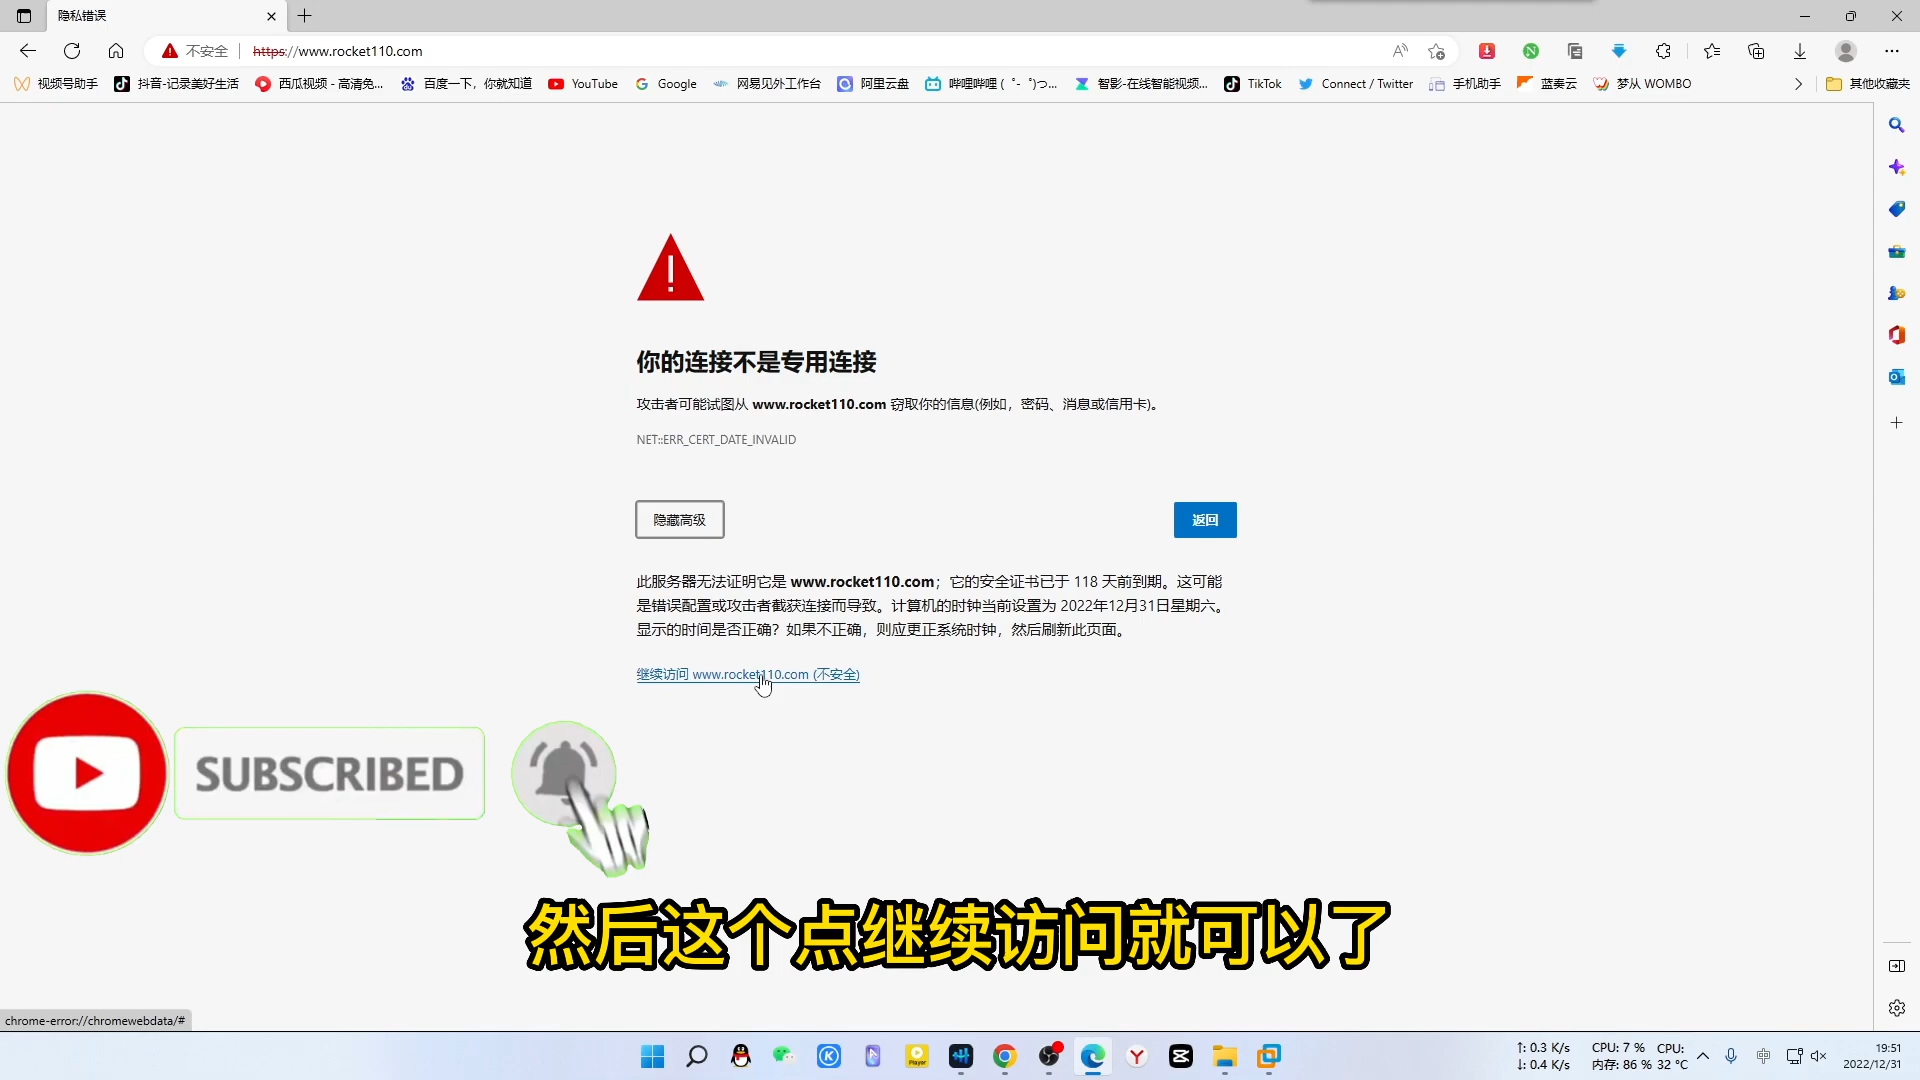 隐私错误
不安全
https://www.rocket110.com
视频号助手
抖音-记录美好生活
西瓜视频 - 高清免...
百度一下，你就知道
YouTube
Google
网易见外工作台
阿里云盘
哔哩哔哩 ( ゜- ゜)つ...
智影-在线智能视频...
TikTok
Connect / Twitter
手机助手
蓝奏云
梦从 WOMBO
其他收藏夹
你的连接不是专用连接
攻击者可能试图从 www.rocket110.com 窃取你的信息(例如，密码、消息或信用卡)。
NET::ERR_CERT_DATE_INVALID
隐藏高级
返回
此服务器无法证明它是 www.rocket110.com；它的安全证书已于 118 天前到期。这可能
是错误配置或攻击者截获连接而导致。计算机的时钟当前设置为 2022年12月31日星期六。
显示的时间是否正确？如果不正确，则应更正系统时钟，然后刷新此页面。
继续访问 www.rocket110.com (不安全)
SUBSCRIBED
然后这个点继续访问就可以了
chrome-error://chromewebdata/#
Player
↑: 0.3 K/s
↓: 0.4 K/s
CPU: 7 %
内存: 86 %
CPU:
32 °C
中
19:51
2022/12/31